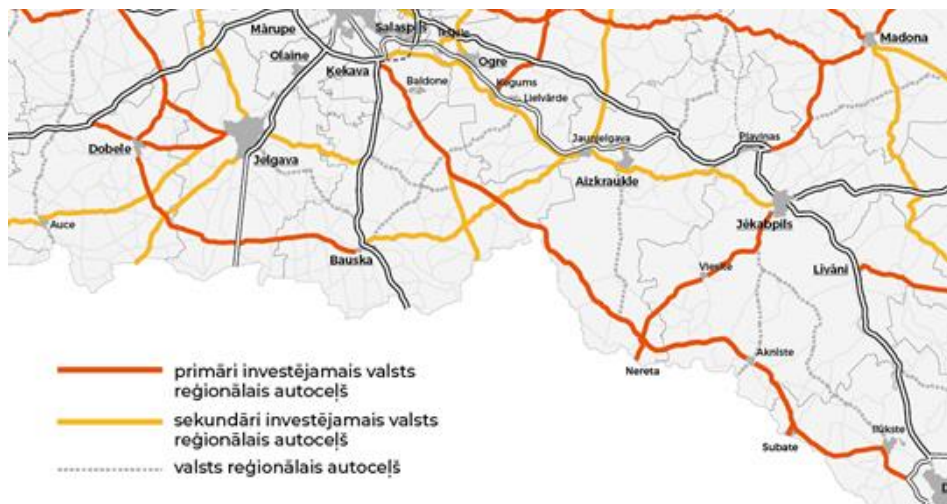 Mārupe
Salaspils
Ikšķile
Olaine
Ogre
Madona
Ķekava
Baldone
Ķegums
Lielvārde
Jaunjelgava
Pļaviņas
Dobele
Jelgava
Aizkraukle
Auce
Jēkabpils
Bauska
Viesīte
Līvāni
Nereta
Akniste
Subate
Ilūkste
primāri investējamais valsts
reģionālais autoceļš
sekundāri investējamais valsts
reģionālais autoceļš
valsts reģionālais autoceļš